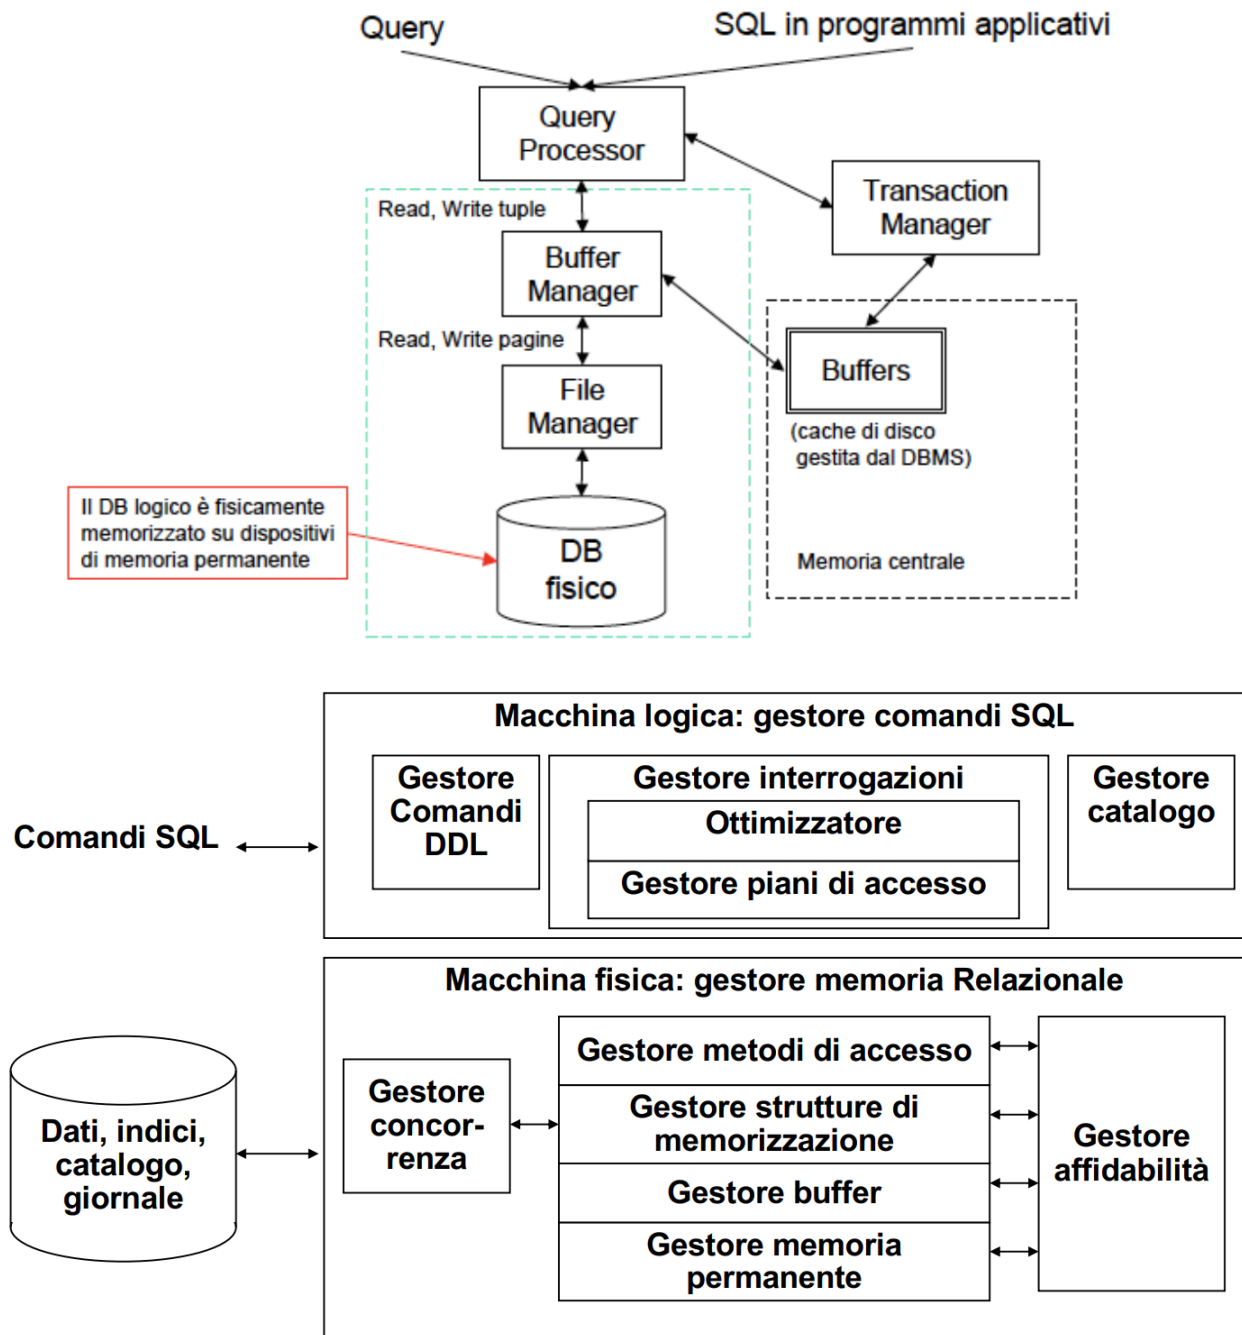 Query
SQL in programmi applicativi
Query
Processor
Transaction
Manager
Read, Write tuple
Buffer
Manager
Read, Write pagine
File
Manager
Buffers
(cache di disco
gestita dal DBMS)
Memoria centrale
Il DB logico è fisicamente
memorizzato su dispositivi
di memoria permanente
DB
fisico
Macchina logica: gestore comandi SQL
Comandi SQL
Gestore
Comandi
DDL
Gestore interrogazioni
Ottimizzatore
Gestore piani di accesso
Gestore
catalogo
Macchina fisica: gestore memoria Relazionale
Dati, indici,
catalogo,
giornale
Gestore
concor-
renza
Gestore metodi di accesso
Gestore strutture di
memorizzazione
Gestore buffer
Gestore memoria
permanente
Gestore
affidabilità